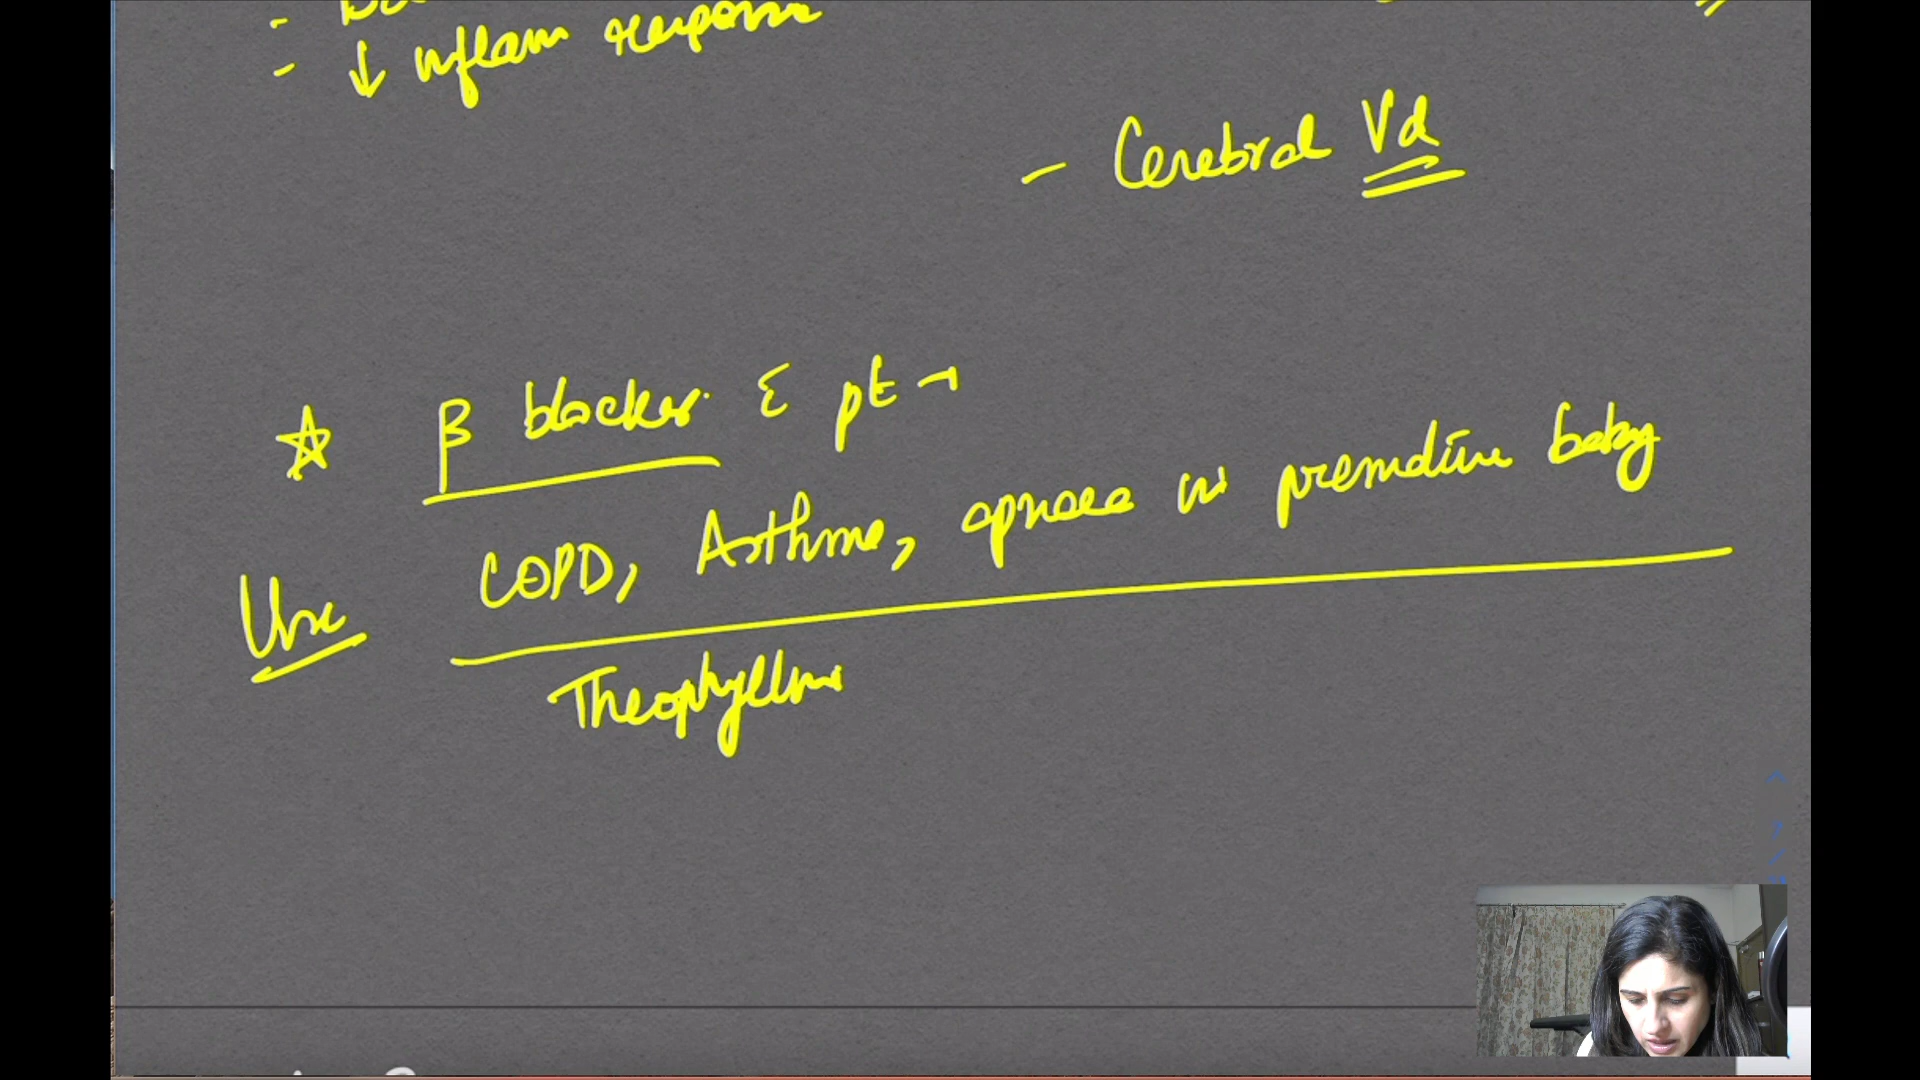 - ↓ inflam response
- Cerebral Vd
☆ β blocker pt →
Use COPD, Asthma, apnoea in premature baby
Theophylline